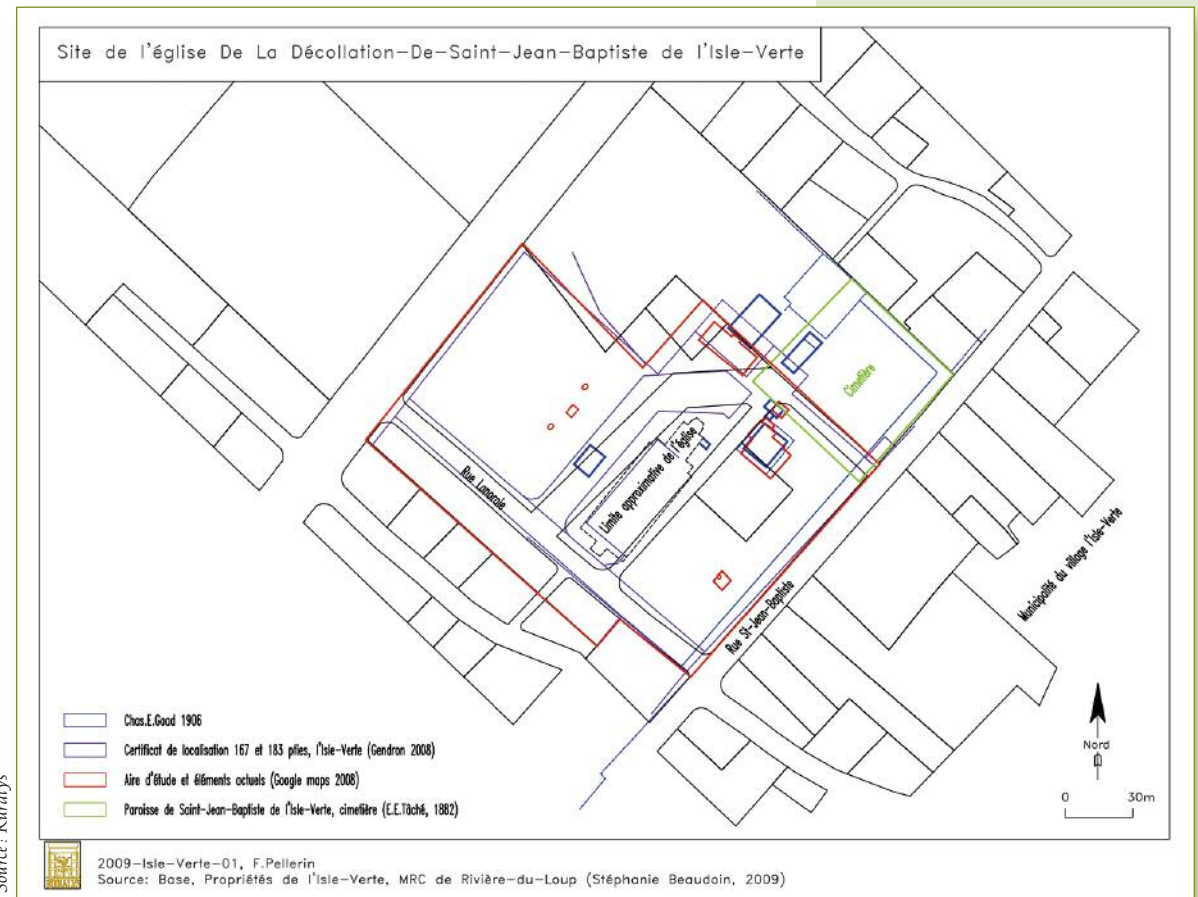 Site de l'église De La Décollation-De-Saint-Jean-Baptiste de l'Isle-Verte
Cimetière
Limite approximative de l'église
Rue Lanoraie
Rue St-Jean-Baptiste
Municipalité du village l'Isle-Verte
Chas.E.Goad 1906
Certificat de localisation 167 et 183 pties, l'Isle-Verte (Gendron 2008)
Aire d'étude et éléments actuels (Google maps 2008)
Paroisse de Saint-Jean-Baptiste de l'Isle-Verte, cimetière (E.E.Tâché, 1882)
Nord
0 30m
Source : Ruralys
2009-Isle-Verte-01, F.Pellerin
Source: Base, Propriétés de l'Isle-Verte, MRC de Rivière-du-Loup (Stéphanie Beaudoin, 2009)